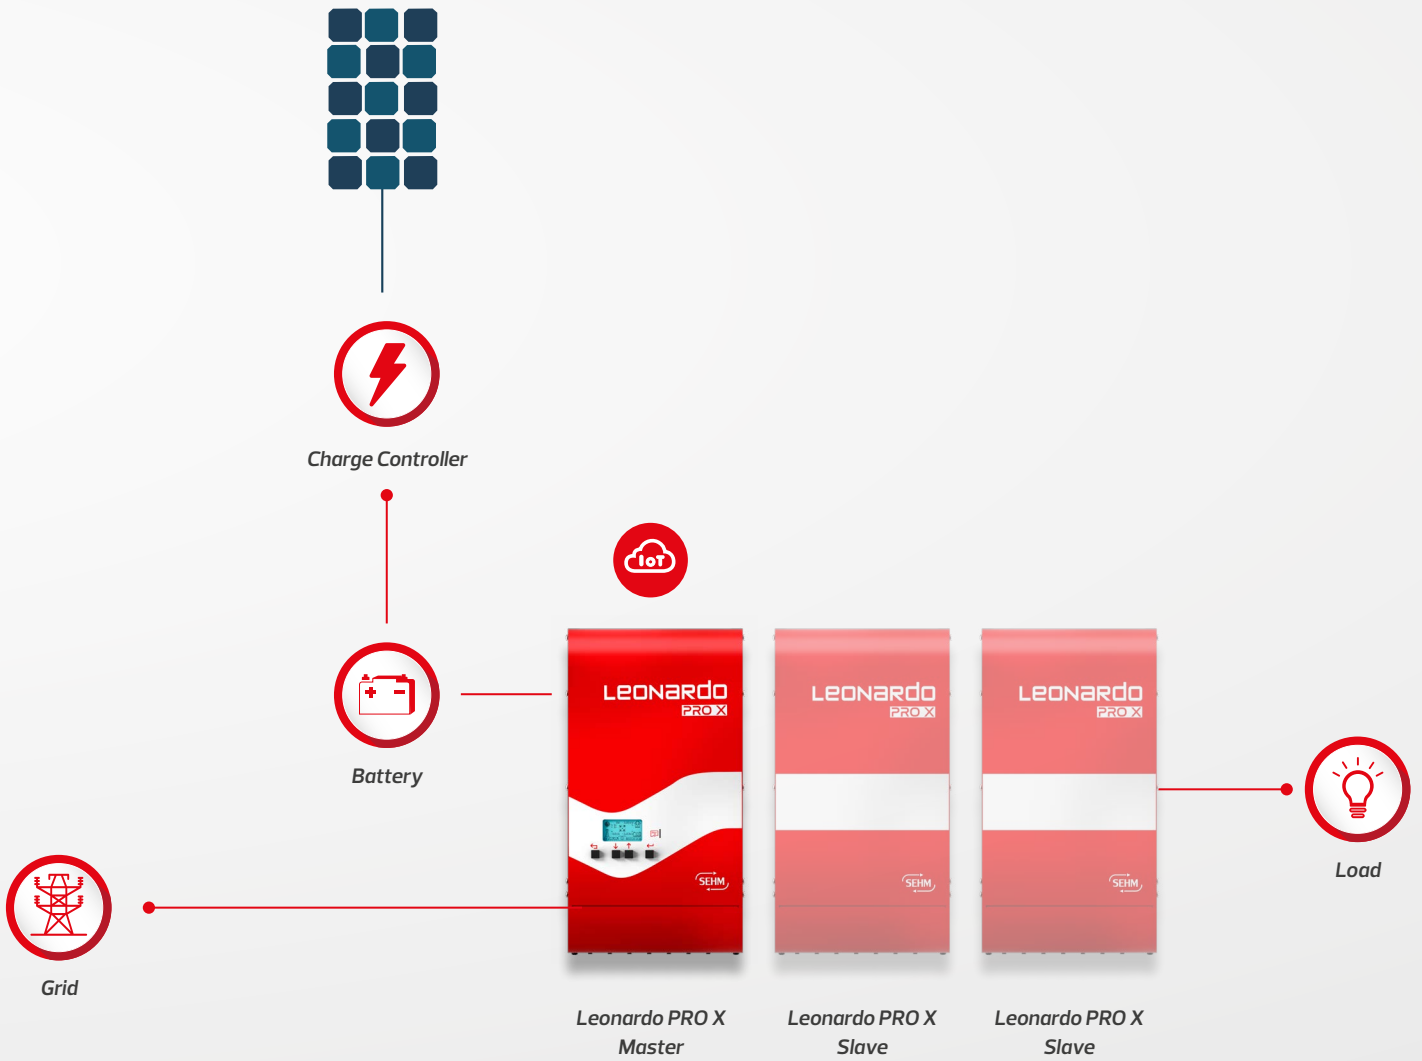 Charge Controller
IoT
Battery
Leonardo
PRO X
SEHM
Leonardo
PRO X
SEHM
Leonardo
PRO X
SEHM
Load
Grid
Leonardo PRO X
Master
Leonardo PRO X
Slave
Leonardo PRO X
Slave